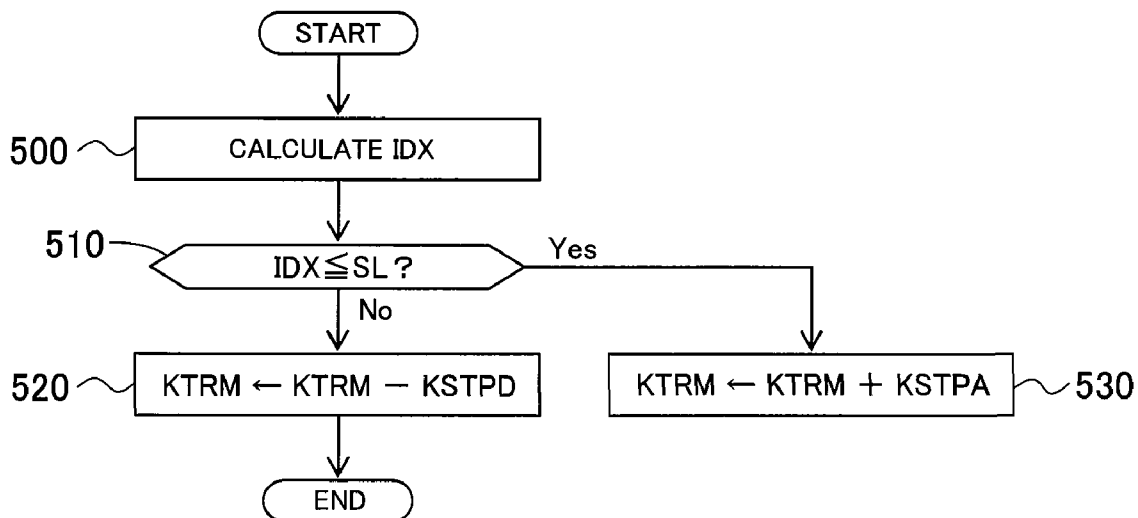 START
500
CALCULATE IDX
510
IDX≦SL?
Yes
No
520
KTRM ← KTRM − KSTPD
KTRM ← KTRM + KSTPA
530
END